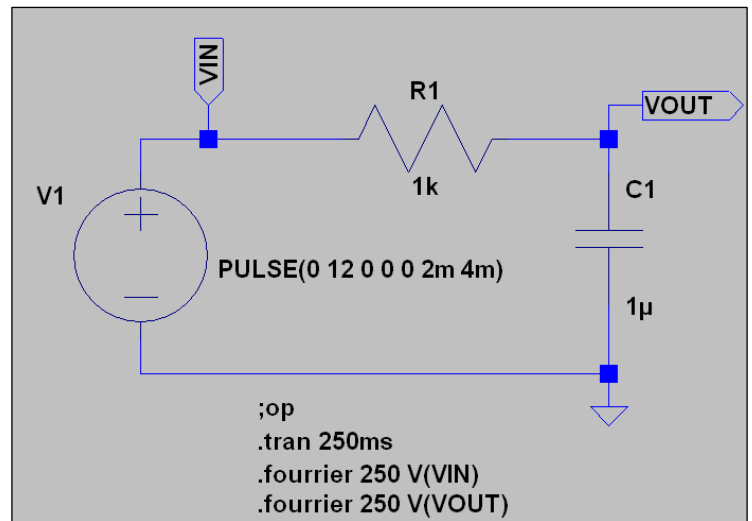 VIN
R1
VOUT
1k
V1
C1
PULSE(0 12 0 0 0 2m 4m)
1µ
;op
.tran 250ms
.fourrier 250 V(VIN)
.fourrier 250 V(VOUT)